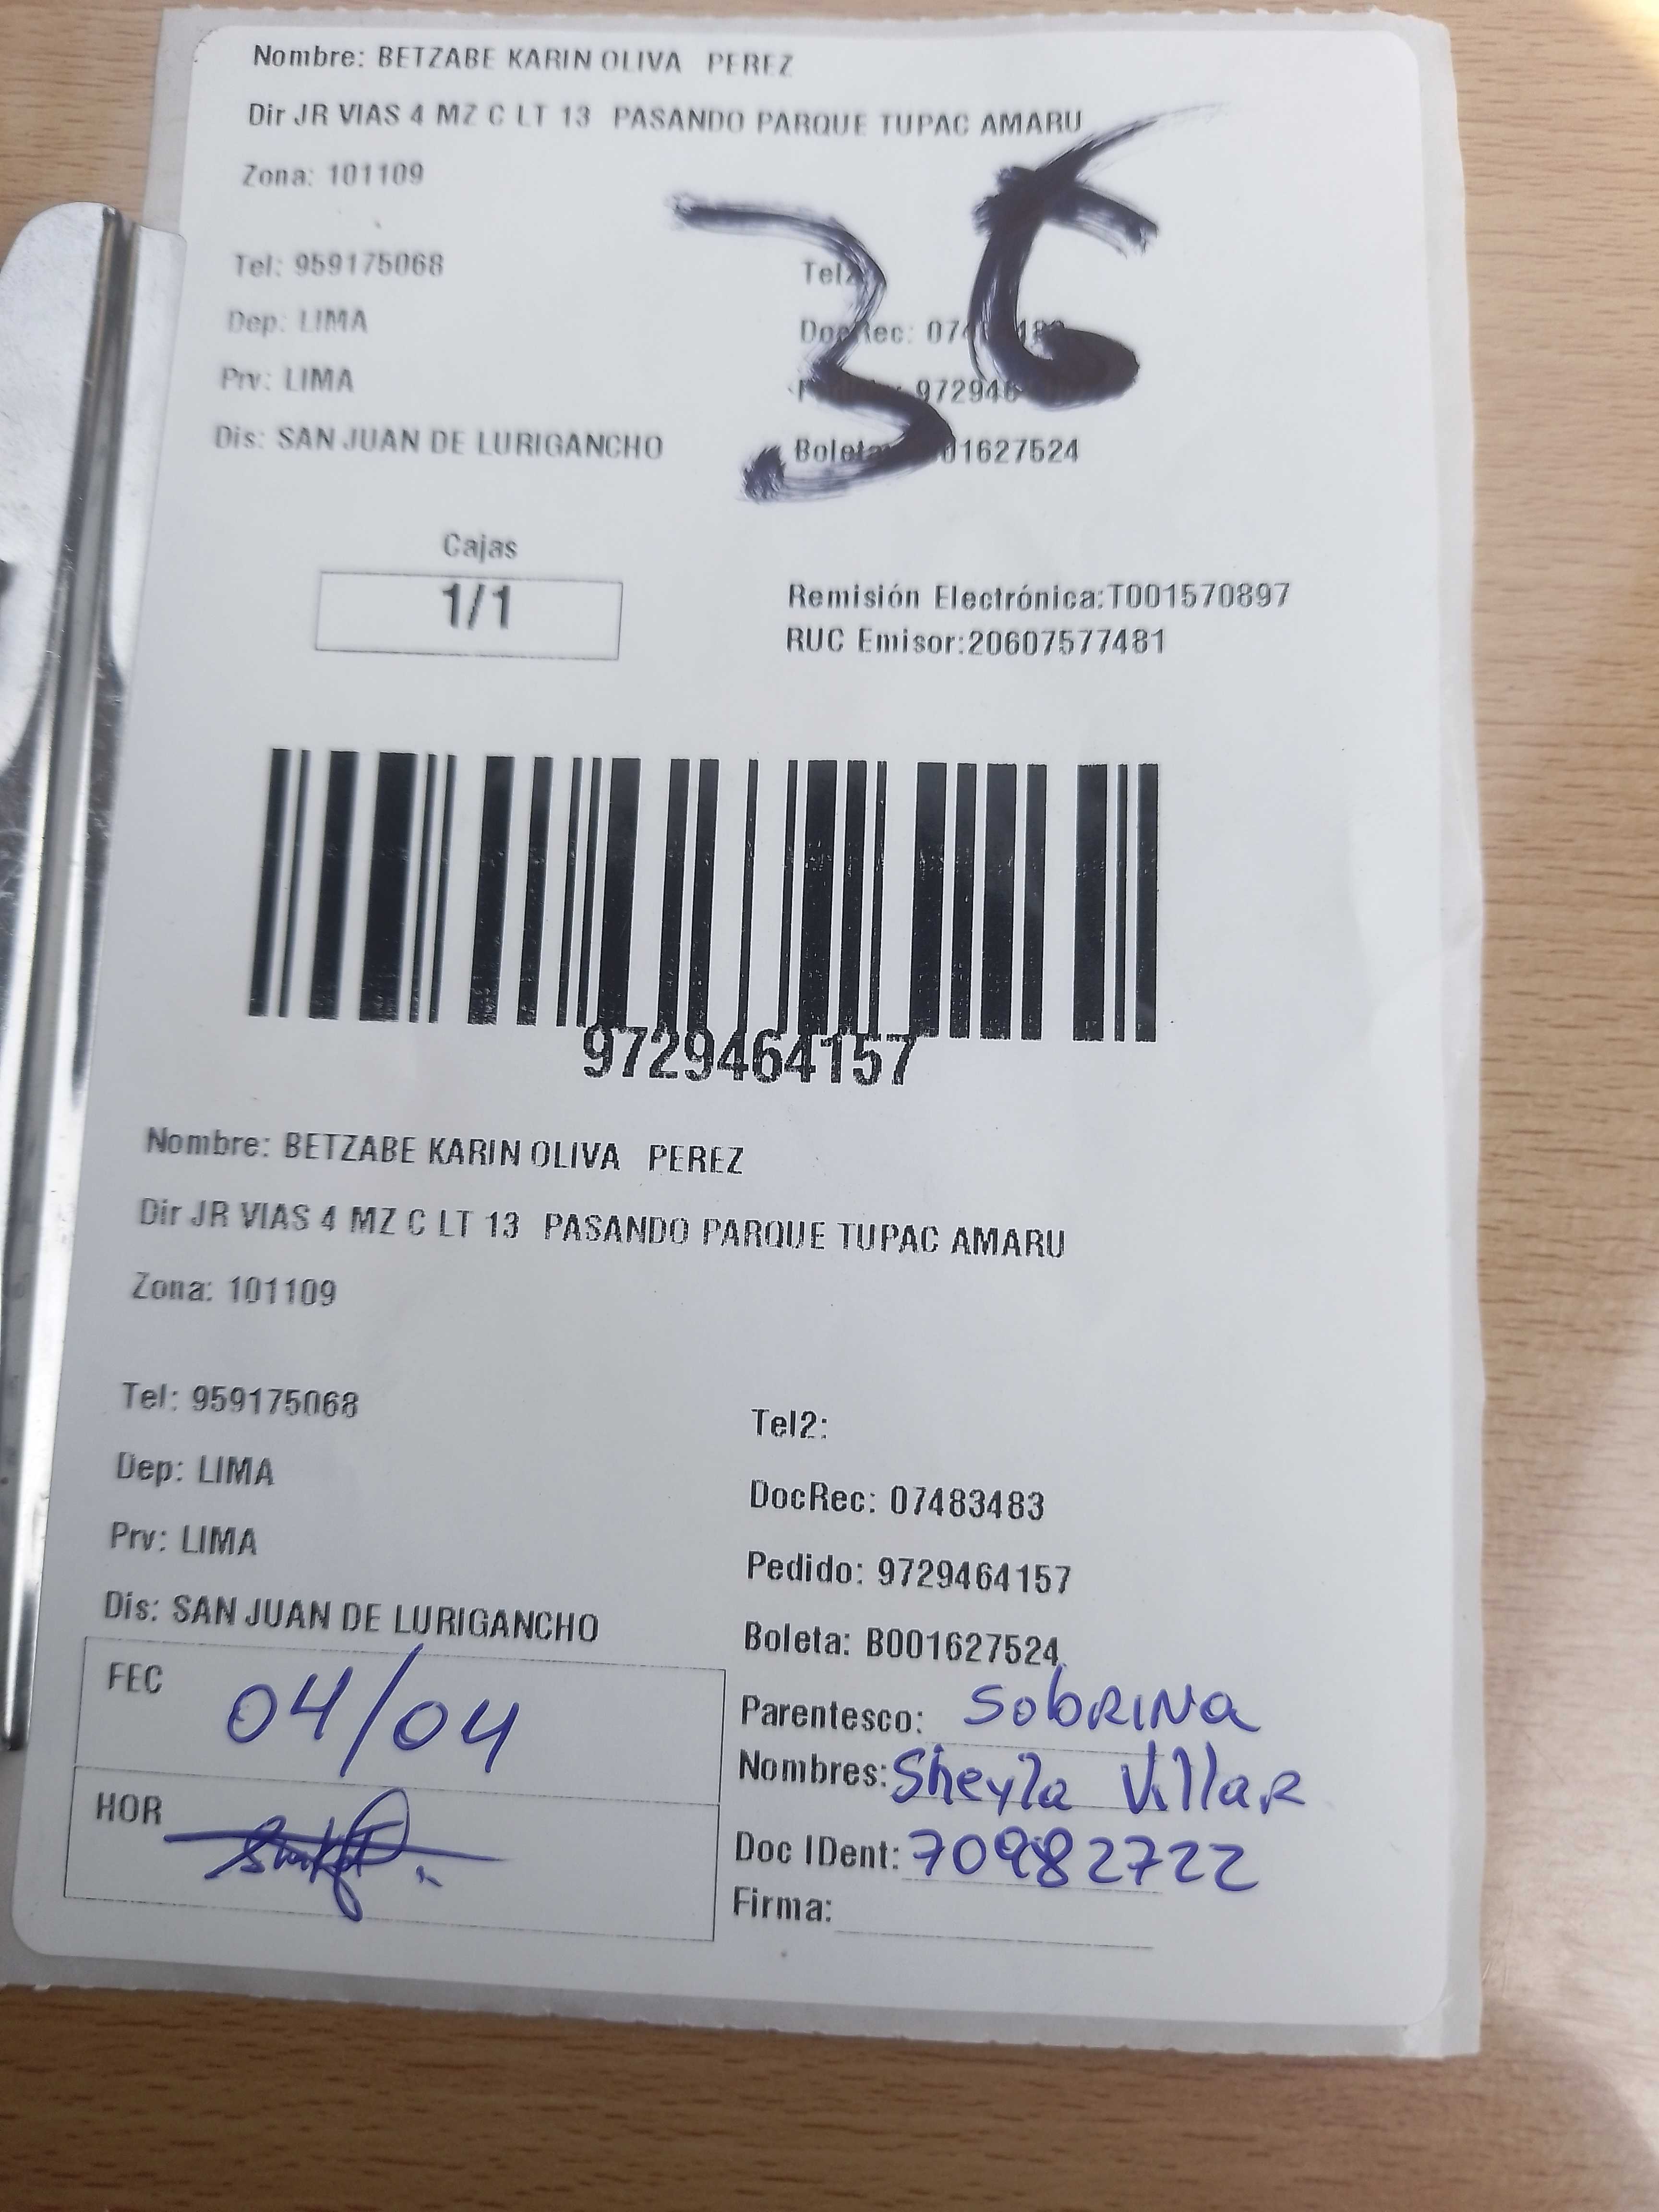 Nombre: BETZABE KARIN OLIVA PEREZ
Dir JR VIAS 4 MZ C LT 13 PASANDO PARQUE TUPAC AMARU
Zona: 101109
36
Tel: 959175068
Dep: LIMA
Prv: LIMA
Dis: SAN JUAN DE LURIGANCHO
Cajas
1/1
Remisión Electrónica:T001570897
RUC Emisor:20607577481
9729464157
Nombre: BETZABE KARIN OLIVA PEREZ
Dir JR VIAS 4 MZ C LT 13 PASANDO PARQUE TUPAC AMARU
Zona: 101109
Tel: 959175068
Tel2:
Dep: LIMA
DocRec: 07483483
Prv: LIMA
Pedido: 9729464157
Dis: SAN JUAN DE LURIGANCHO
Boleta: B001627524
FEC 04/04
Parentesco: SobRINa
Nombres: Sheyla VillaR
HOR
Doc IDent: 70982722
Firma: